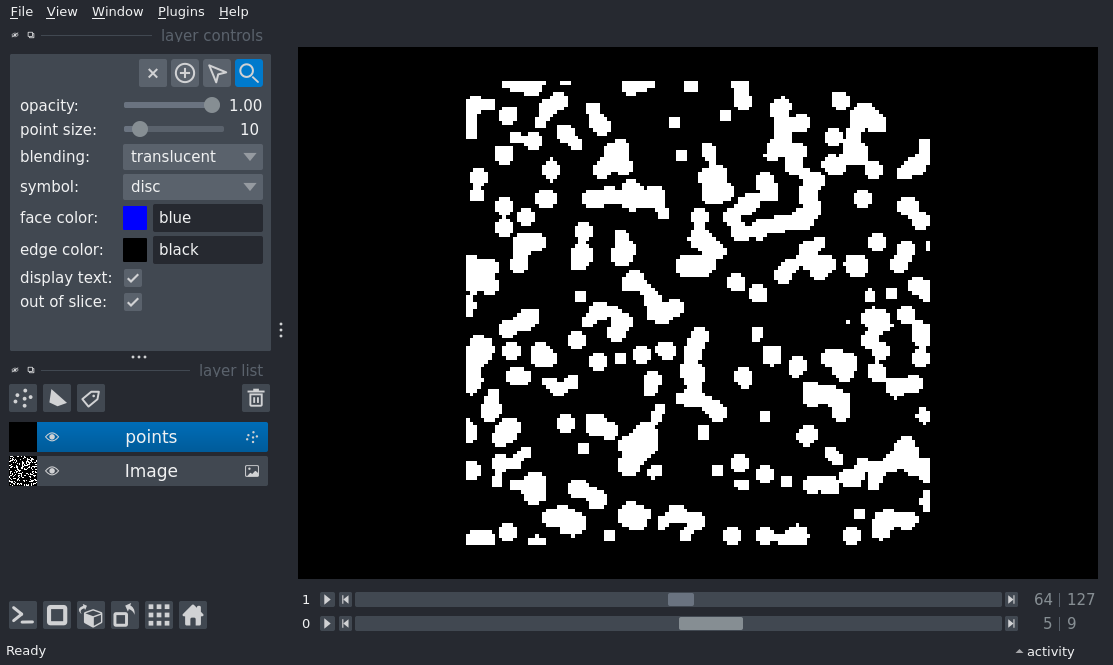 File View Window Plugins Help
layer controls
opacity: 1.00
point size: 10
blending: translucent
symbol: disc
face color: blue
edge color: black
display text:
out of slice:
layer list
points
Image
1 64 | 127
0 5 | 9
Ready activity